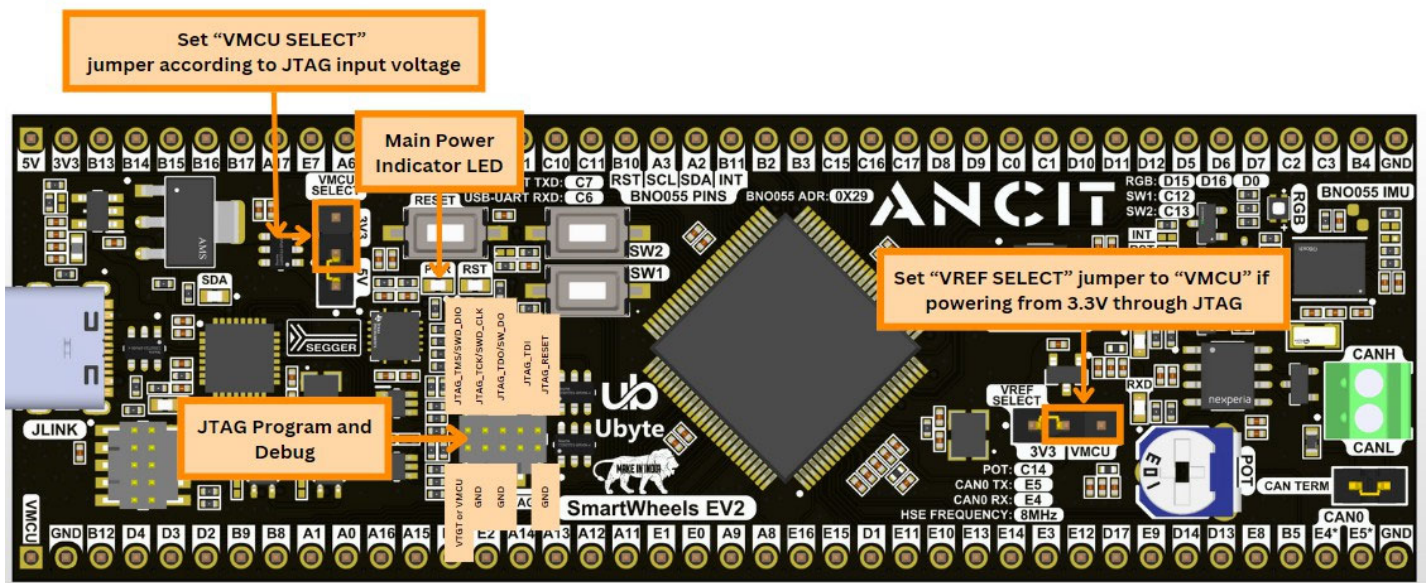 Set “VMCU SELECT”
jumper according to JTAG input voltage
Main Power
Indicator LED
5V 3V3 B13 B14 B15 B16 B17 A17 E7 A6 C10 C11 B10 A3 A2 B11 B2 B3 C15 C16 C17 D8 D9 C0 C1 D10 D11 D12 D5 D6 D7 C2 C3 B4 GND
VMCU
SELECT
3V3
5V
RESET
TXD: C7
USB-UART RXD: C6
RST SCL SDA INT
BNO055 PINS
BNO055 ADR: 0X29
ANCIT
RGB: D15 D16 D0
SW1: C12
SW2: C13
INT
RGB
BNO055 IMU
AMS
SDA
RST
SW2
SW1
Set “VREF SELECT” jumper to “VMCU” if
powering from 3.3V through JTAG
SEGGER
JTAG_TMS/SWD_DIO
JTAG_TCK/SWD_CLK
JTAG_TDO/SW_DO
JTAG_TDI
JTAG_RESET
JTAG Program and
Debug
JLINK
ub
Ubyte
MAKE IN INDIA
VTGT or VMCU
GND
GND
GND
SmartWheels EV2
VREF
SELECT
3V3 VMCU
RXD
nexperia
CANH
CANL
POT: C14
CAN0 TX: E5
CAN0 RX: E4
HSE FREQUENCY: 8MHz
POT
CAN TERM
CAN0
VMCU GND B12 D4 D3 D2 B9 B8 A1 A0 A16 A15 E2 A14 A13 A12 A11 E1 E0 A9 A8 E16 E15 D1 E11 E10 E13 E14 E3 E12 D17 E9 D14 D13 E8 B5 E4* E5* GND